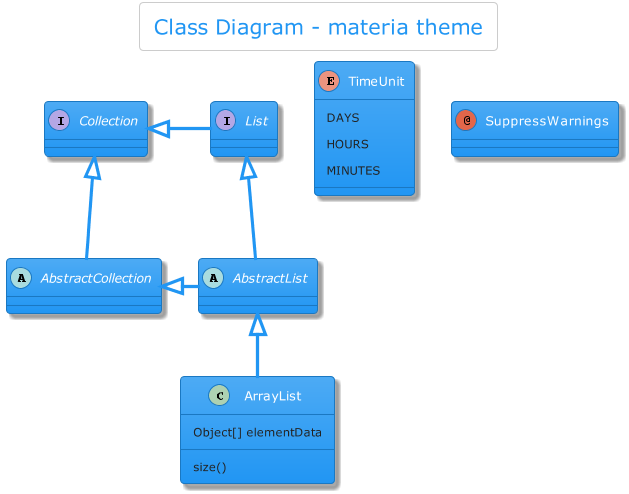 Class Diagram - materia theme
I Collection
I List
E TimeUnit
DAYS
HOURS
MINUTES
@ SuppressWarnings
A AbstractCollection
A AbstractList
C ArrayList
Object[] elementData
size()